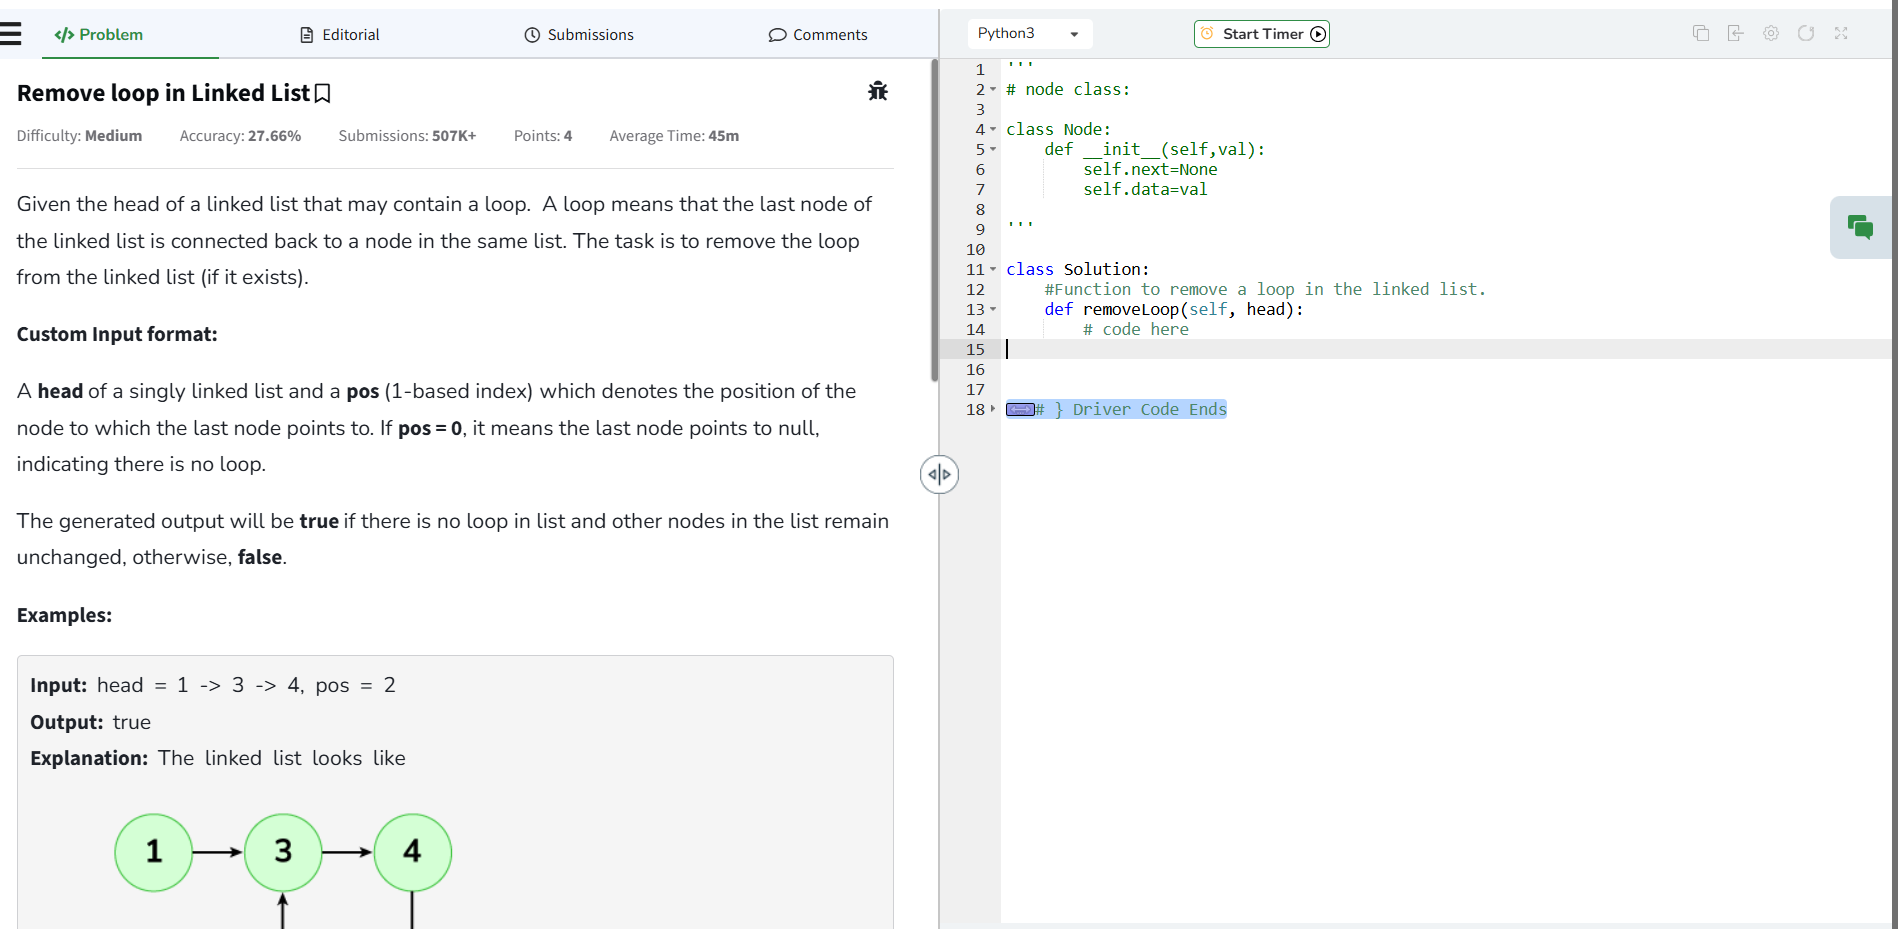 </> Problem
Editorial
Submissions
Comments
Remove loop in Linked List
Difficulty: Medium Accuracy: 27.66% Submissions: 507K+ Points: 4 Average Time: 45m
Given the head of a linked list that may contain a loop.  A loop means that the last node of
the linked list is connected back to a node in the same list. The task is to remove the loop
from the linked list (if it exists).
Custom Input format:
A head of a singly linked list and a pos (1-based index) which denotes the position of the
node to which the last node points to. If pos = 0, it means the last node points to null,
indicating there is no loop.
The generated output will be true if there is no loop in list and other nodes in the list remain
unchanged, otherwise, false.
Examples:
Input: head = 1 -> 3 -> 4, pos = 2
Output: true
Explanation: The linked list looks like
1 3 4
Python3
Start Timer
1 '''
2 # node class:
3
4 class Node:
5     def __init__(self,val):
6         self.next=None
7         self.data=val
8
9 '''
10
11 class Solution:
12     #Function to remove a loop in the linked list.
13     def removeLoop(self, head):
14         # code here
15
16
17
18 # } Driver Code Ends